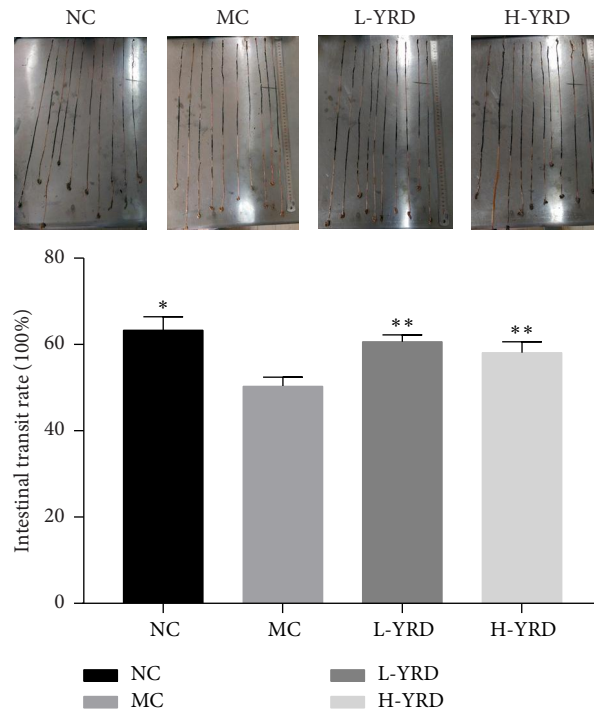 NC MC L-YRD H-YRD
Intestinal transit rate (100%)
80
60
40
20
0
*
**
**
NC MC L-YRD H-YRD
NC
MC
L-YRD
H-YRD